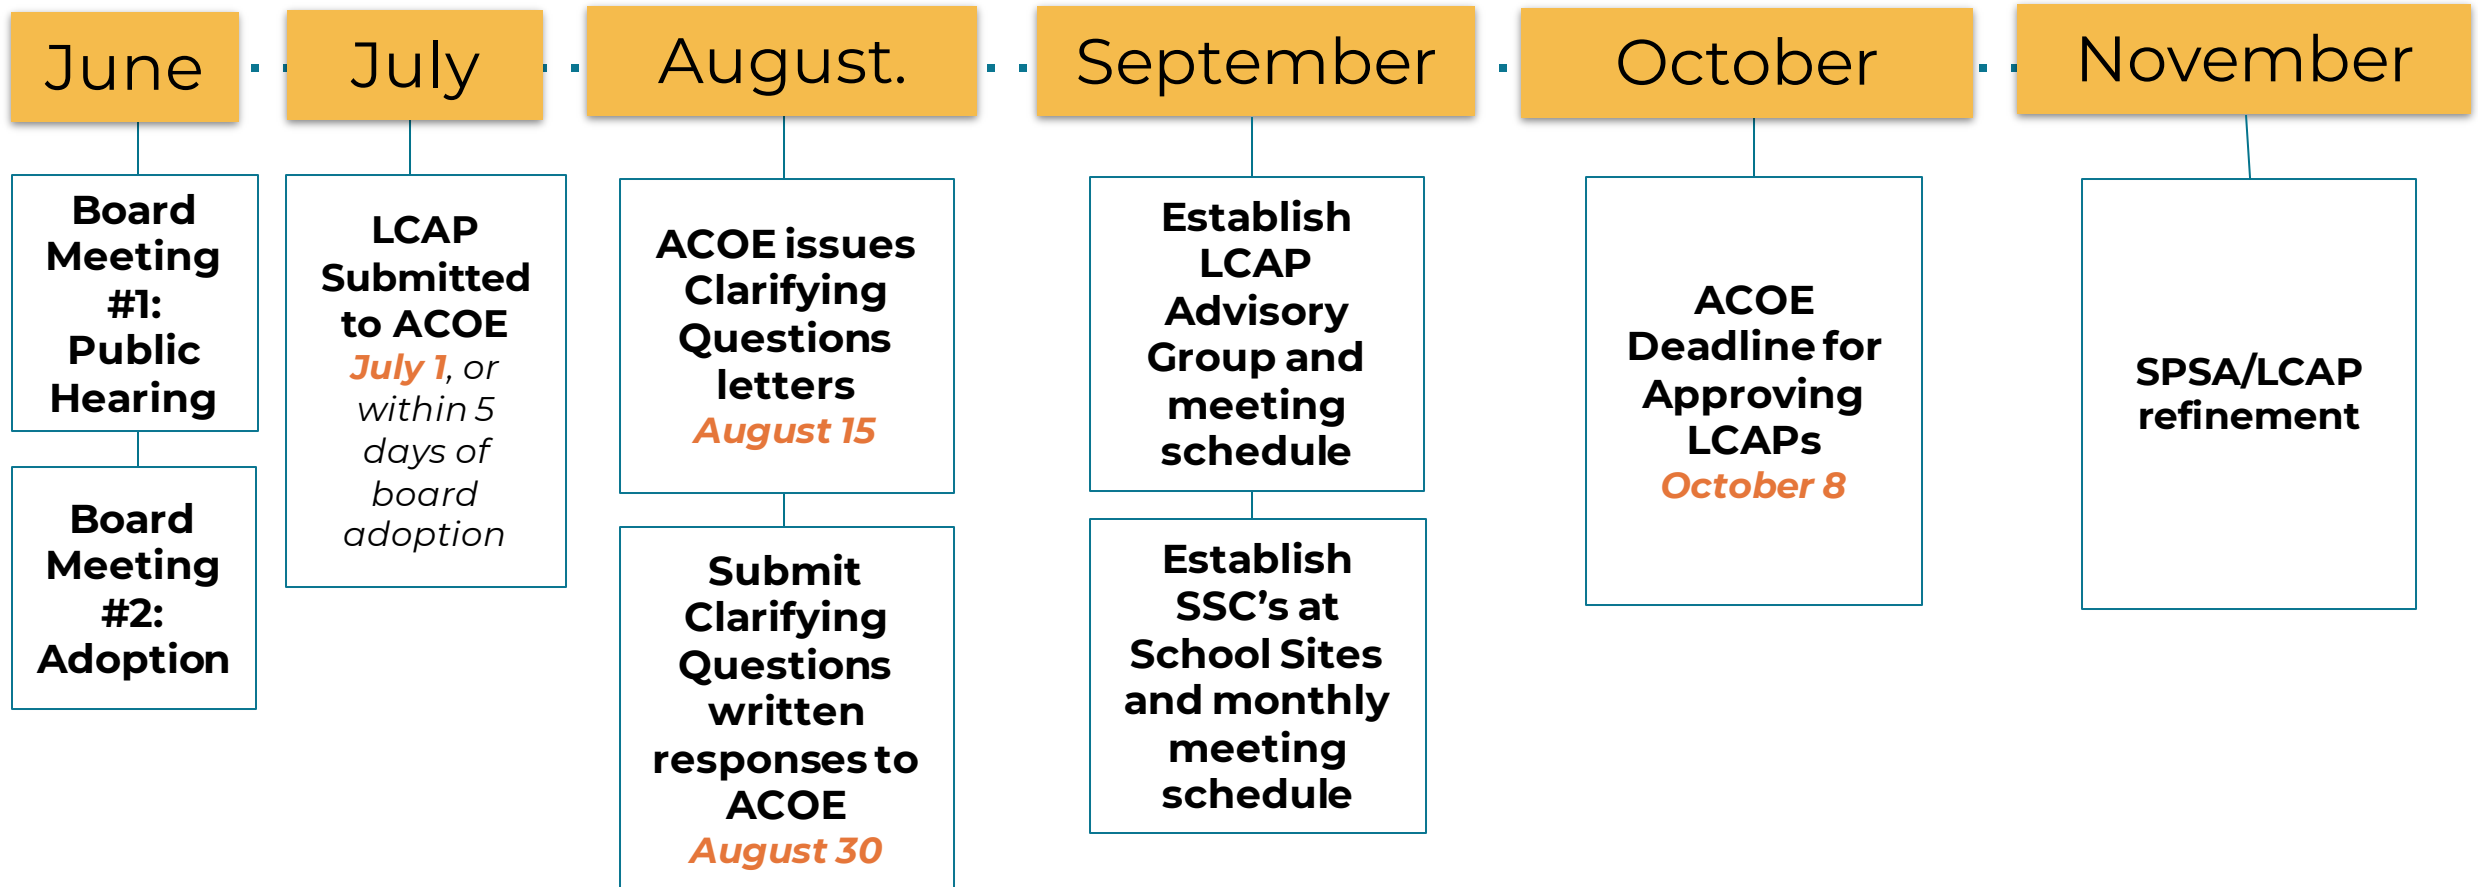 June
July
August.
September
October
November
Board
Meeting
#1:
Public
Hearing
Board
Meeting
#2:
Adoption
LCAP
Submitted
to ACOE
July 1, or
within 5
days of
board
adoption
ACOE issues
Clarifying
Questions
letters
August 15
Submit
Clarifying
Questions
written
responses to
ACOE
August 30
Establish
LCAP
Advisory
Group and
meeting
schedule
Establish
SSC’s at
School Sites
and monthly
meeting
schedule
ACOE
Deadline for
Approving
LCAPs
October 8
SPSA/LCAP
refinement